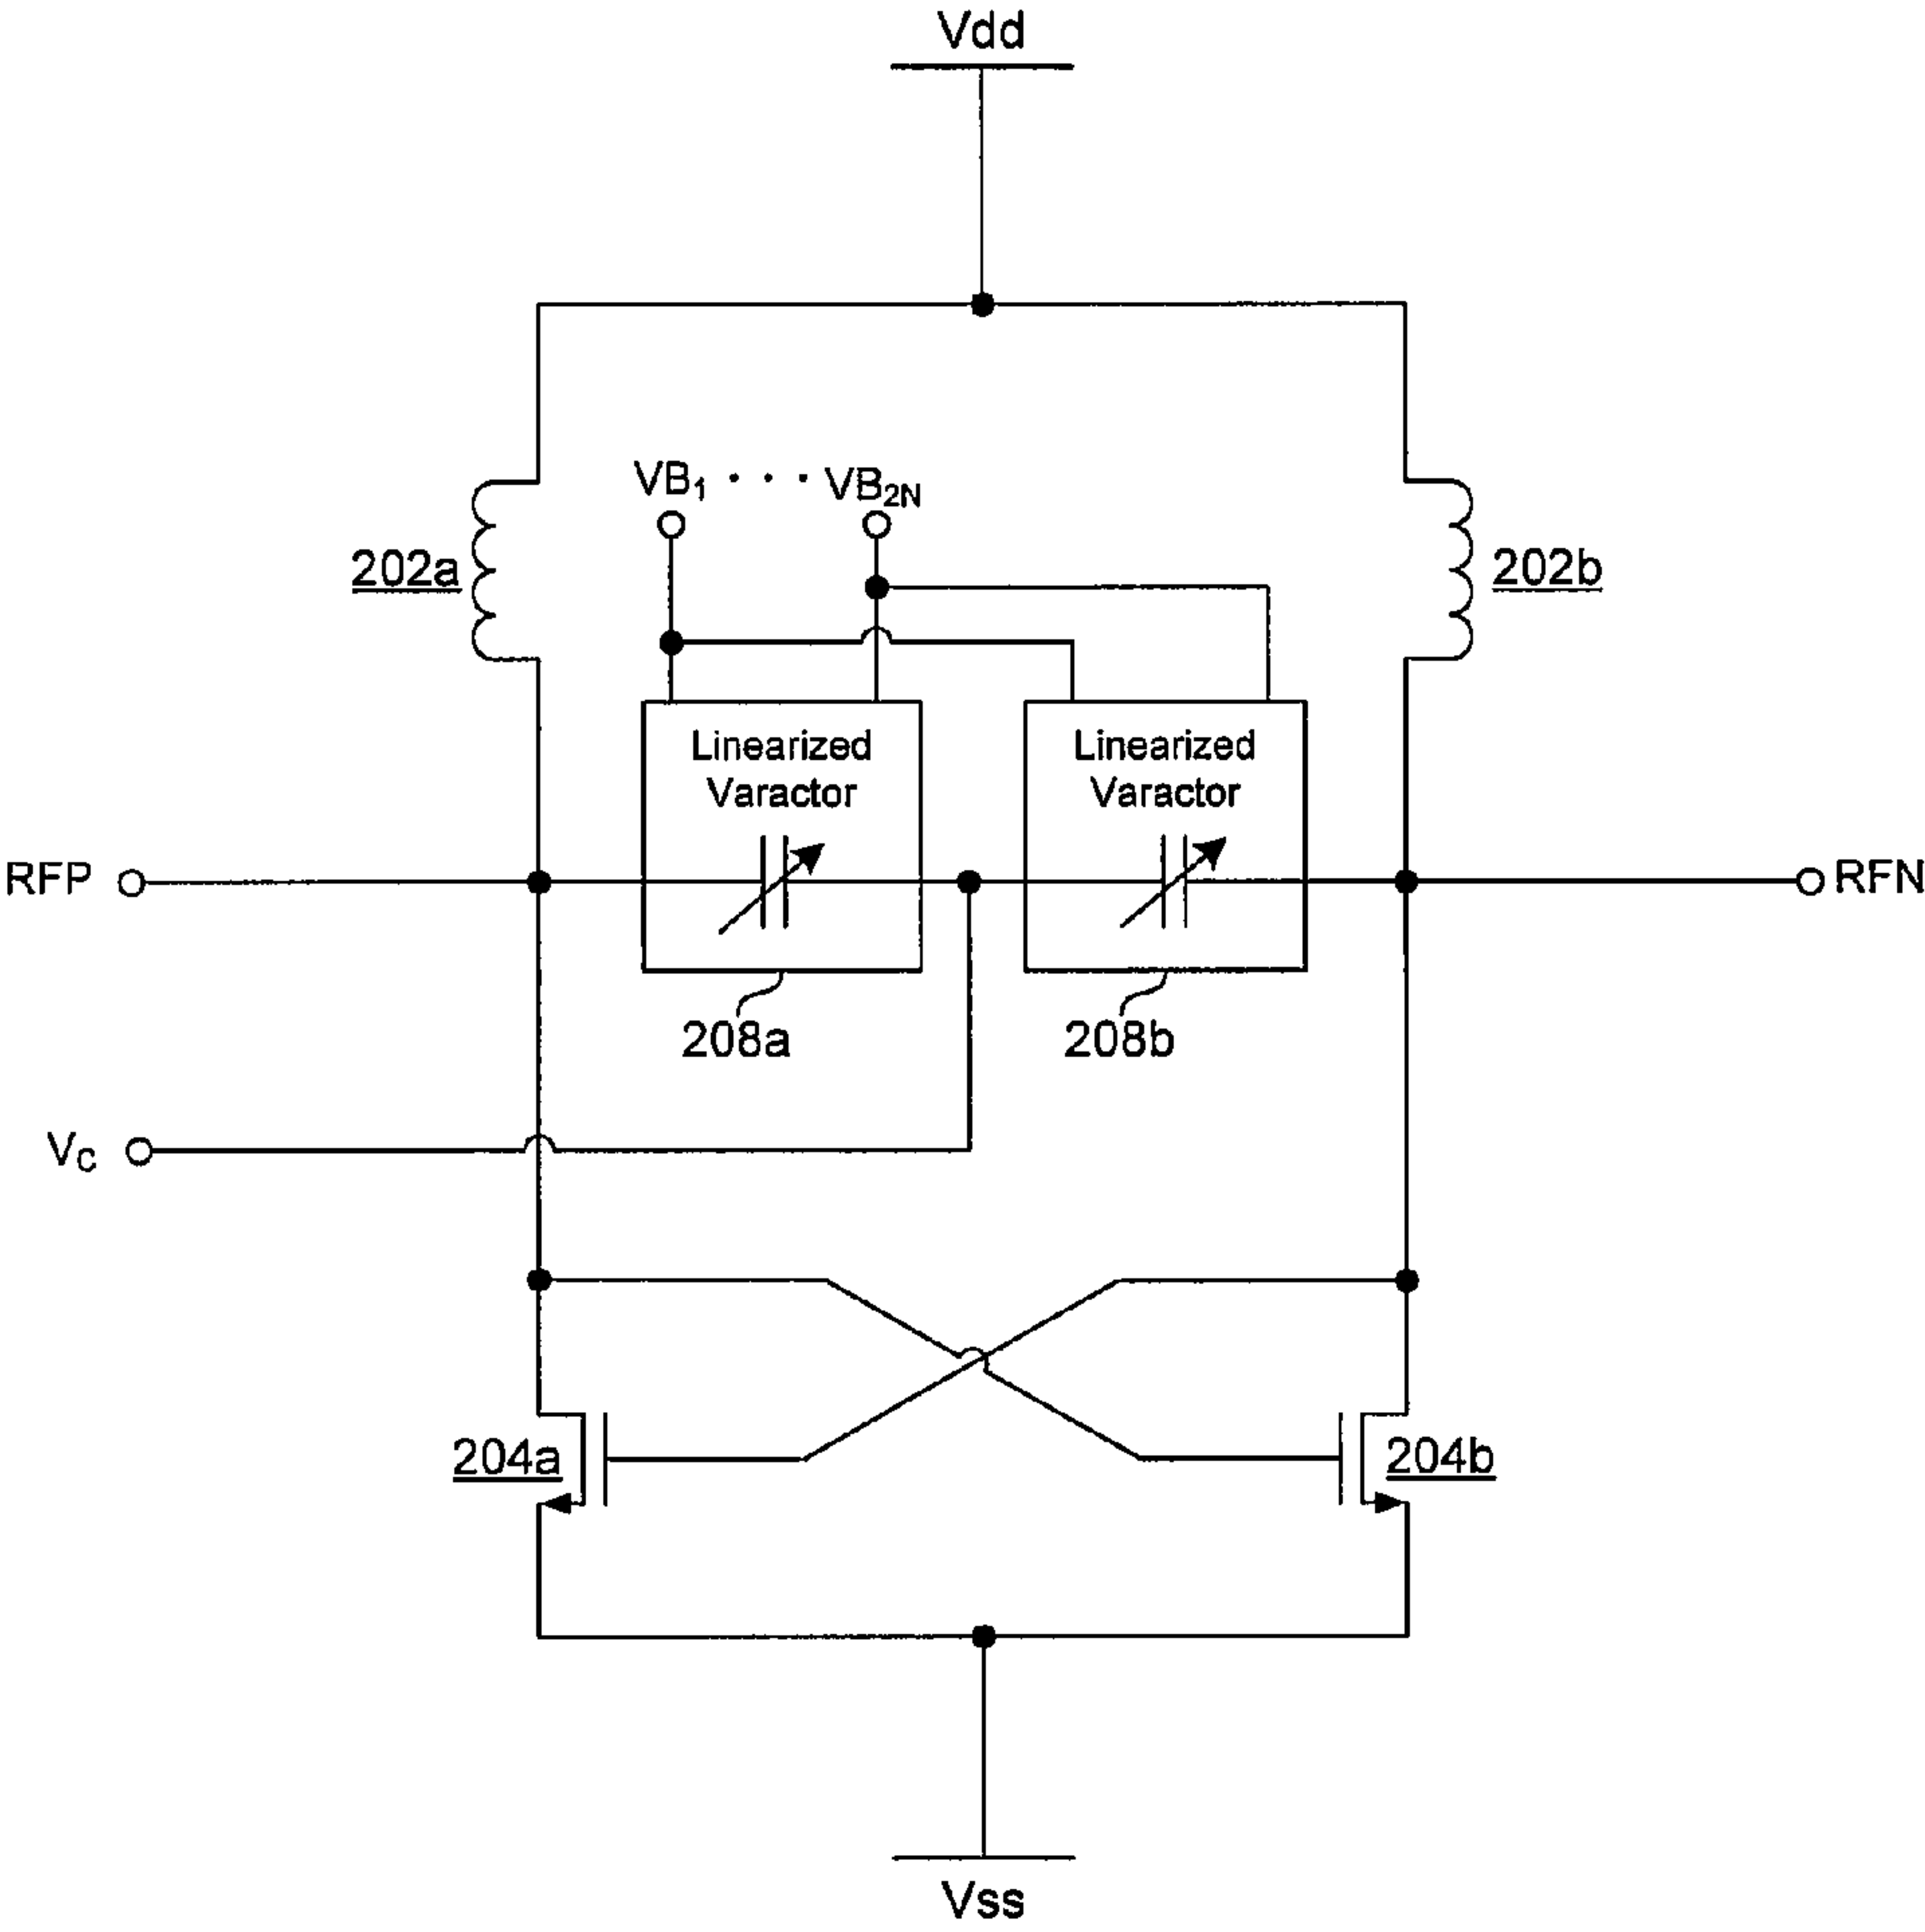 Vdd
VB₁ · · · VB₂N
202a
202b
Linearized
Varactor
Linearized
Varactor
RFP
RFN
208a
208b
VC
204a
204b
Vss